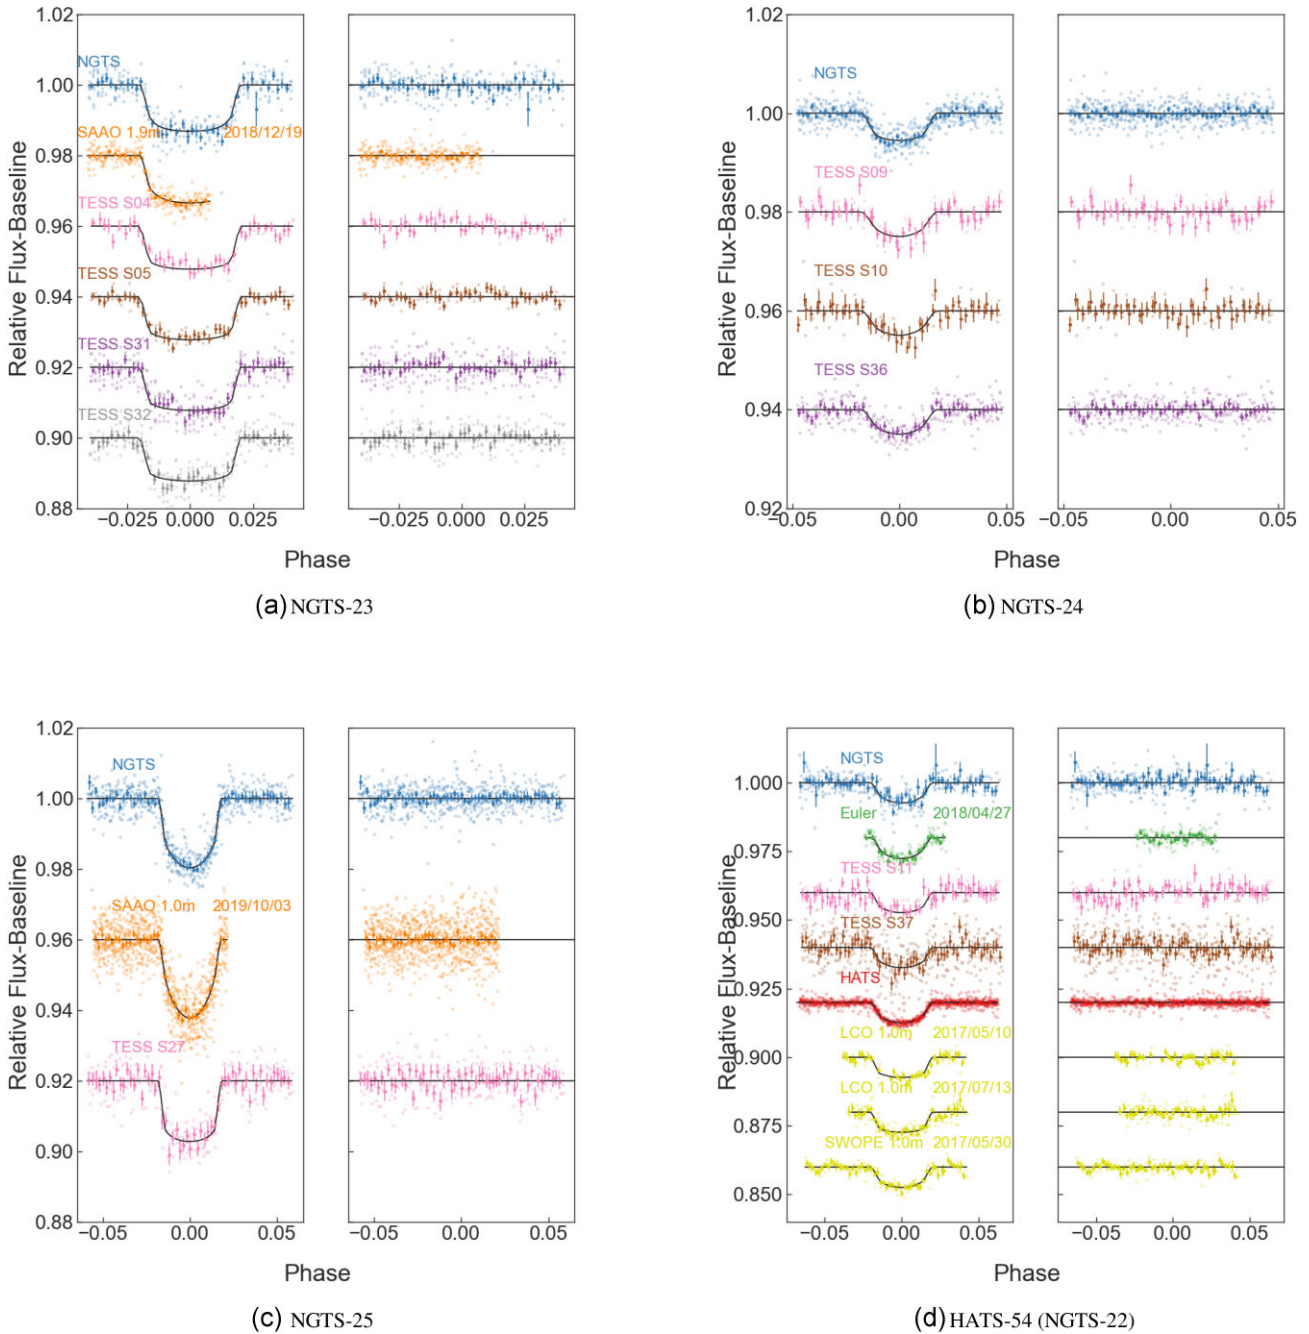 1.02
1.00
0.98
0.96
0.94
0.92
0.90
0.88
Relative Flux-Baseline
NGTS
SAAO 1.9m 2018/12/19
TESS S04
TESS S05
TESS S31
TESS S32
−0.025 0.000 0.025
−0.025 0.000 0.025
Phase
(a) NGTS-23
1.02
1.00
0.98
0.96
0.94
0.92
Relative Flux-Baseline
NGTS
TESS S09
TESS S10
TESS S36
−0.05 0.00 0.05
−0.05 0.00 0.05
Phase
(b) NGTS-24
1.02
1.00
0.98
0.96
0.94
0.92
0.90
0.88
Relative Flux-Baseline
NGTS
SAAO 1.0m 2019/10/03
TESS S27
−0.05 0.00 0.05
−0.05 0.00 0.05
Phase
(c) NGTS-25
1.000
0.975
0.950
0.925
0.900
0.875
0.850
Relative Flux-Baseline
NGTS
Euler 2018/04/27
TESS S11
TESS S37
HATS
LCO 1.0m 2017/05/10
LCO 1.0m 2017/07/13
SWOPE 1.0m 2017/05/30
−0.05 0.00 0.05
−0.05 0.00 0.05
Phase
(d) HATS-54 (NGTS-22)